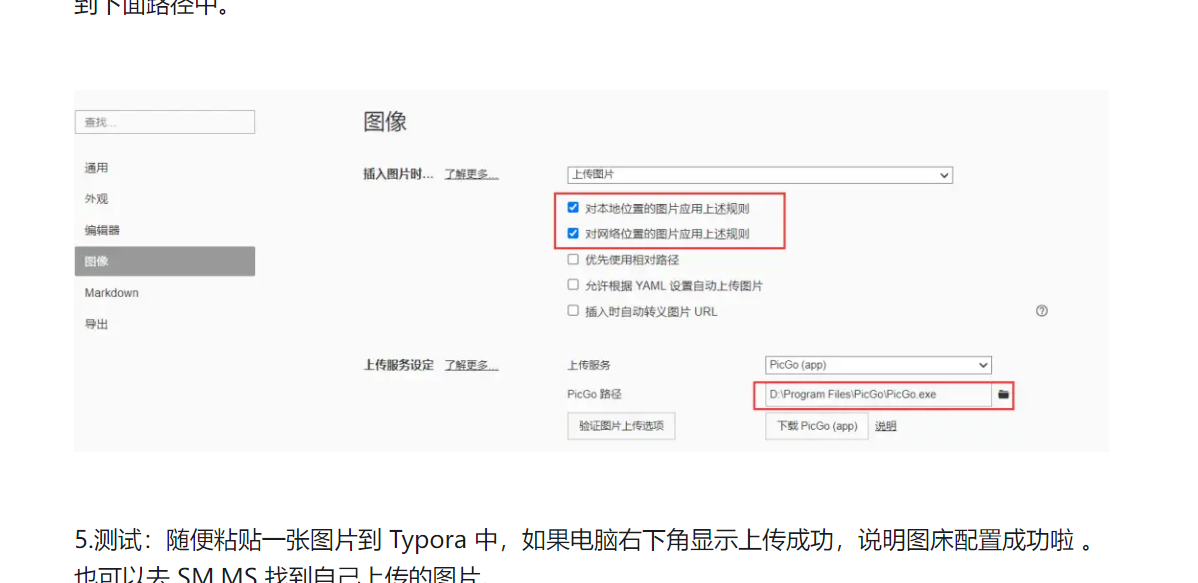 到下面路径中。
查找...
图像
通用
插入图片时... 了解更多...
上传图片
外观
对本地位置的图片应用上述规则
编辑器
对网络位置的图片应用上述规则
图像
优先使用相对路径
Markdown
允许根据 YAML 设置自动上传图片
导出
插入时自动转义图片 URL
上传服务设定 了解更多...
上传服务
PicGo (app)
PicGo 路径
D:\Program Files\PicGo\PicGo.exe
验证图片上传选项
下载 PicGo (app) 说明
5.测试：随便粘贴一张图片到 Typora 中，如果电脑右下角显示上传成功，说明图床配置成功啦 。
也可以去 SM.MS 找到自己上传的图片